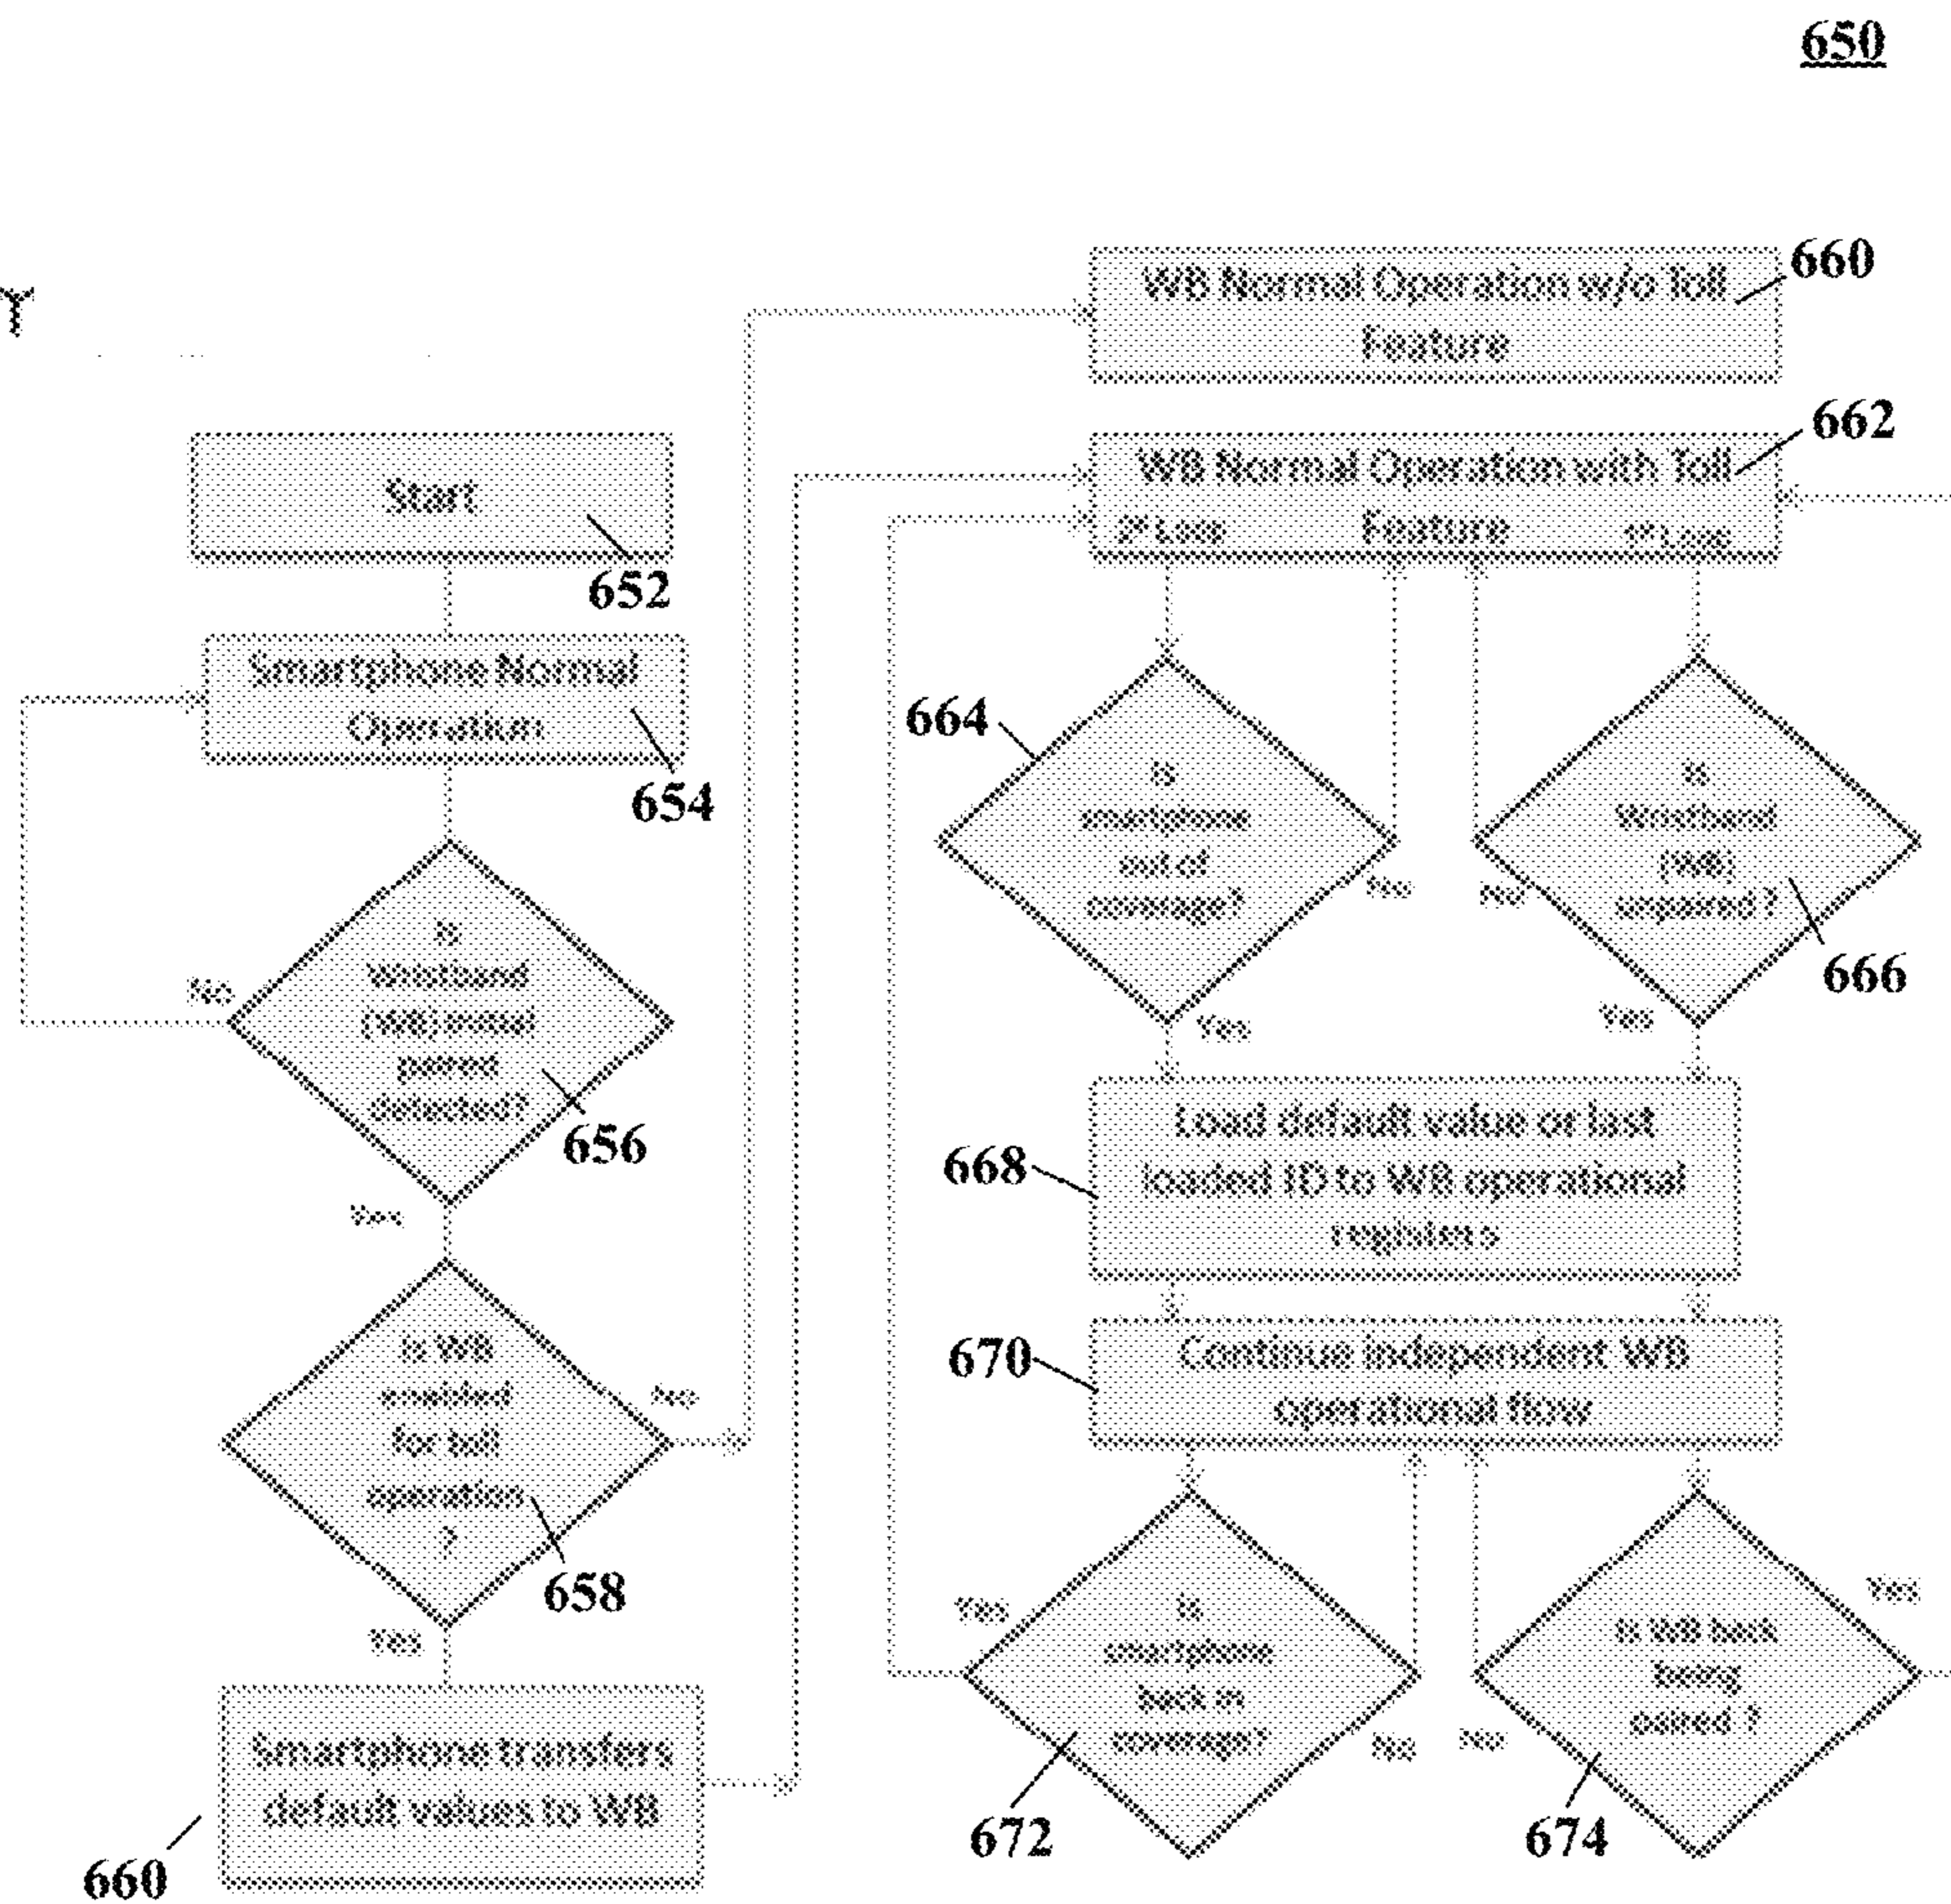 650
Start
652
Smartphone Normal
Operation
654
Is
Wristband
[WB] initial
paired
detected?
656
No
Yes
Is WB
enabled
for toll
operation
?
658
No
Yes
Smartphone transfers
default values to WB
660
WB Normal Operation w/o Toll
Feature
660
WB Normal Operation with Toll
Feature
Loop
662
Is
smartphone
out of
coverage?
664
No
Yes
Is
Wristband
[WB]
unpaired ?
666
No
Yes
Load default value or last
loaded ID to WB operational
registers
668
Continue independent WB
operational flow
670
Is
smartphone
back in
coverage?
672
Yes
No
Is WB back
being
paired ?
674
No
Yes